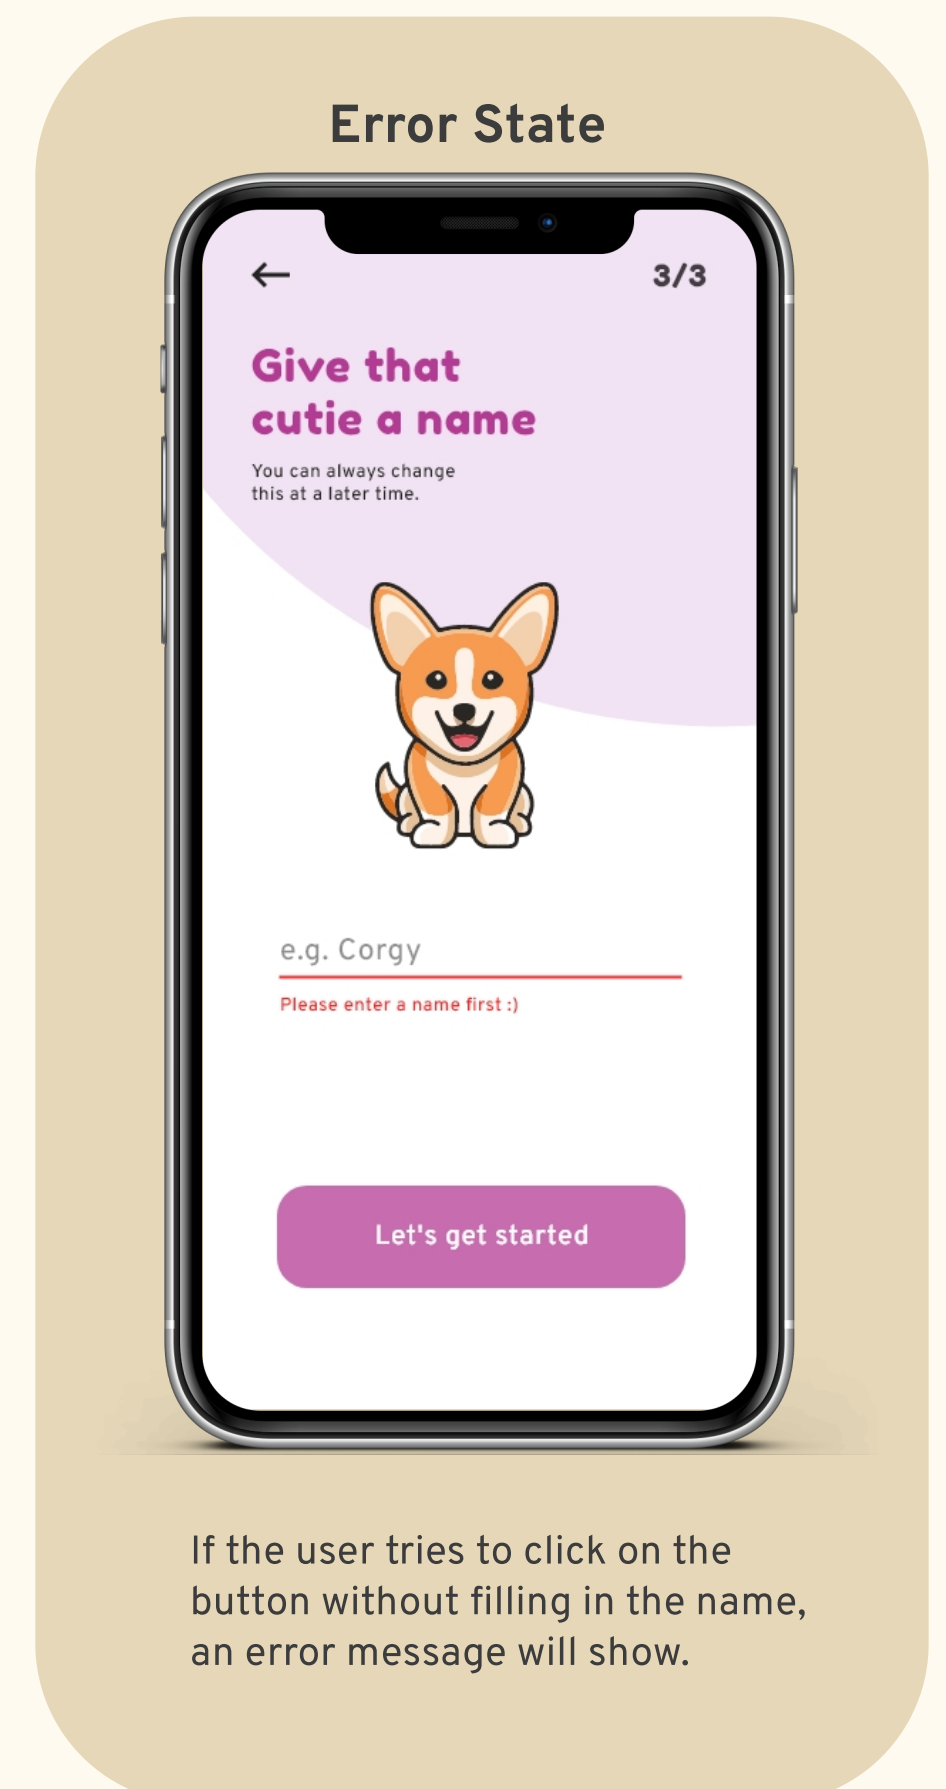 Error State
3/3
Give that
cutie a name
You can always change
this at a later time.
e.g. Corgy
Please enter a name first :)
Let's get started
If the user tries to click on the
button without filling in the name,
an error message will show.